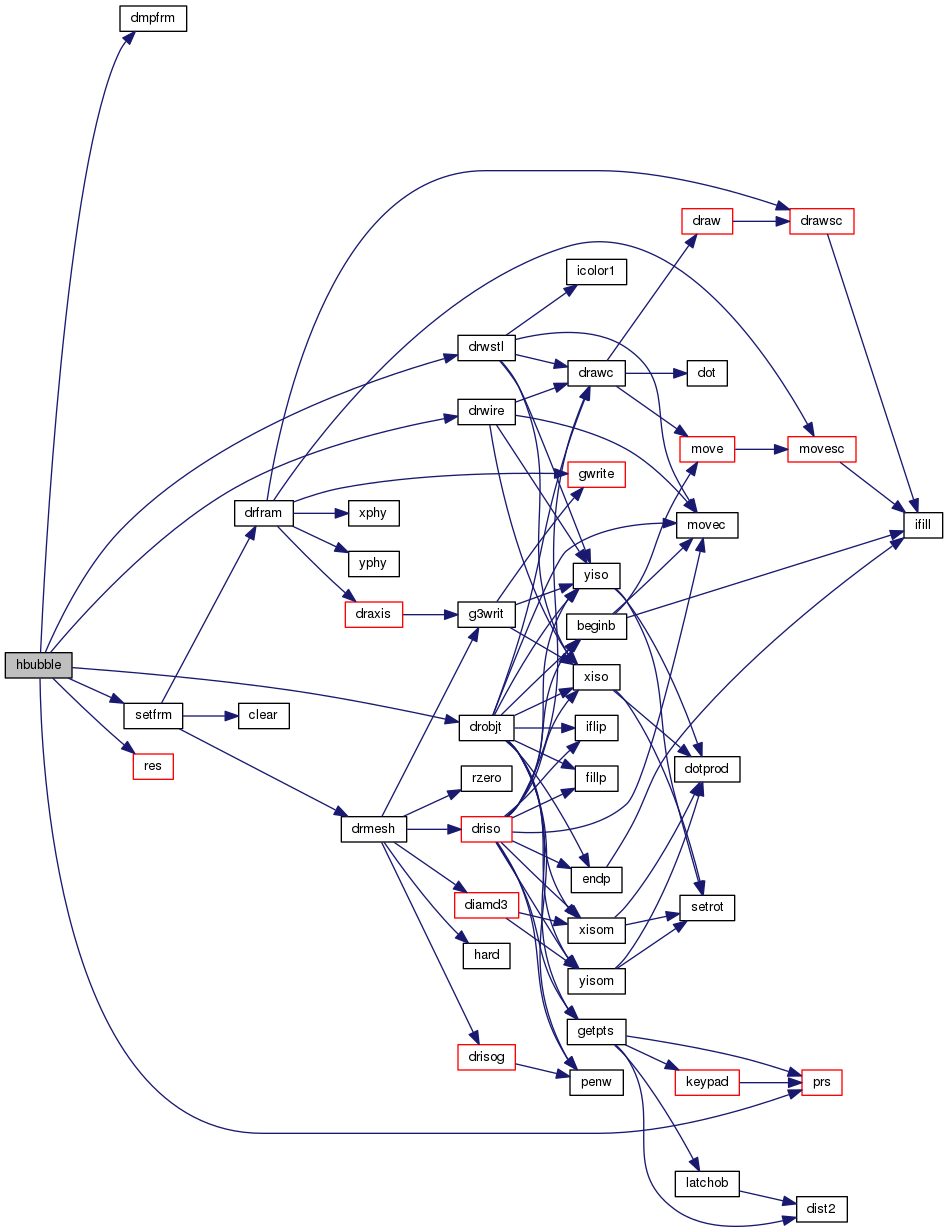 dmpfrm
draw
drawsc
icolor1
drwstl
drawc
dot
drwire
move
movesc
gwrite
drfram
xphy
movec
ifill
yphy
yiso
draxis
g3writ
beginb
hbubble
xiso
setfrm
clear
drobjt
iflip
res
dotprod
rzero
fillp
drmesh
driso
endp
diamd3
setrot
xisom
hard
yisom
getpts
drisog
penw
keypad
prs
latchob
dist2